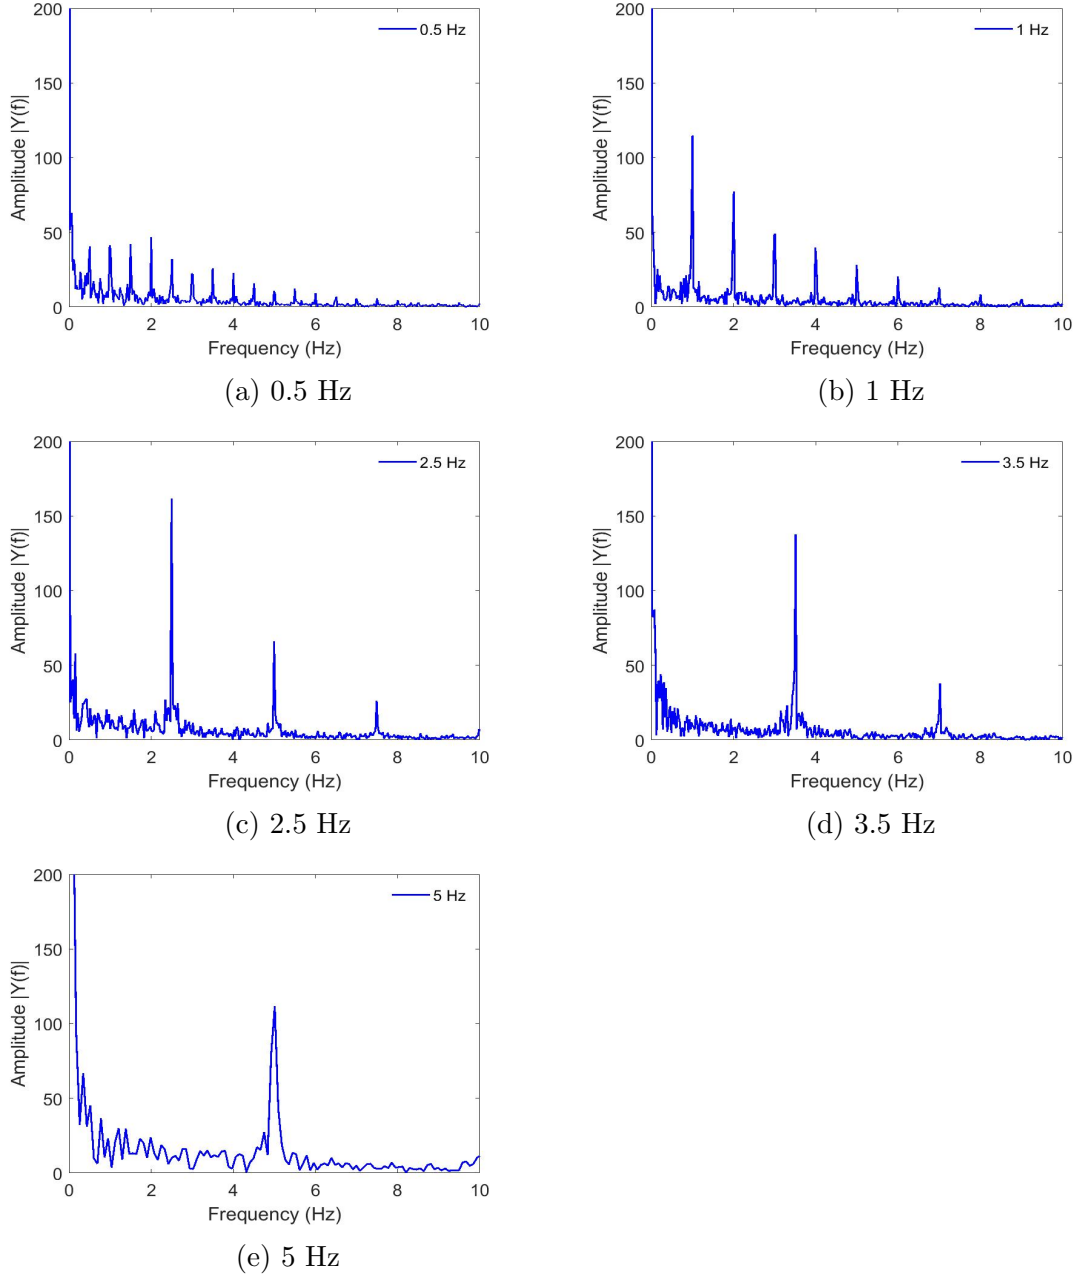 200
150
100
50
0
0 2 4 6 8 10
Amplitude |Y(f)|
Frequency (Hz)
0.5 Hz
(a) 0.5 Hz
200
150
100
50
0
0 2 4 6 8 10
Amplitude |Y(f)|
Frequency (Hz)
1 Hz
(b) 1 Hz
200
150
100
50
0
0 2 4 6 8 10
Amplitude |Y(f)|
Frequency (Hz)
2.5 Hz
(c) 2.5 Hz
200
150
100
50
0
0 2 4 6 8 10
Amplitude |Y(f)|
Frequency (Hz)
3.5 Hz
(d) 3.5 Hz
200
150
100
50
0
0 2 4 6 8 10
Amplitude |Y(f)|
Frequency (Hz)
5 Hz
(e) 5 Hz